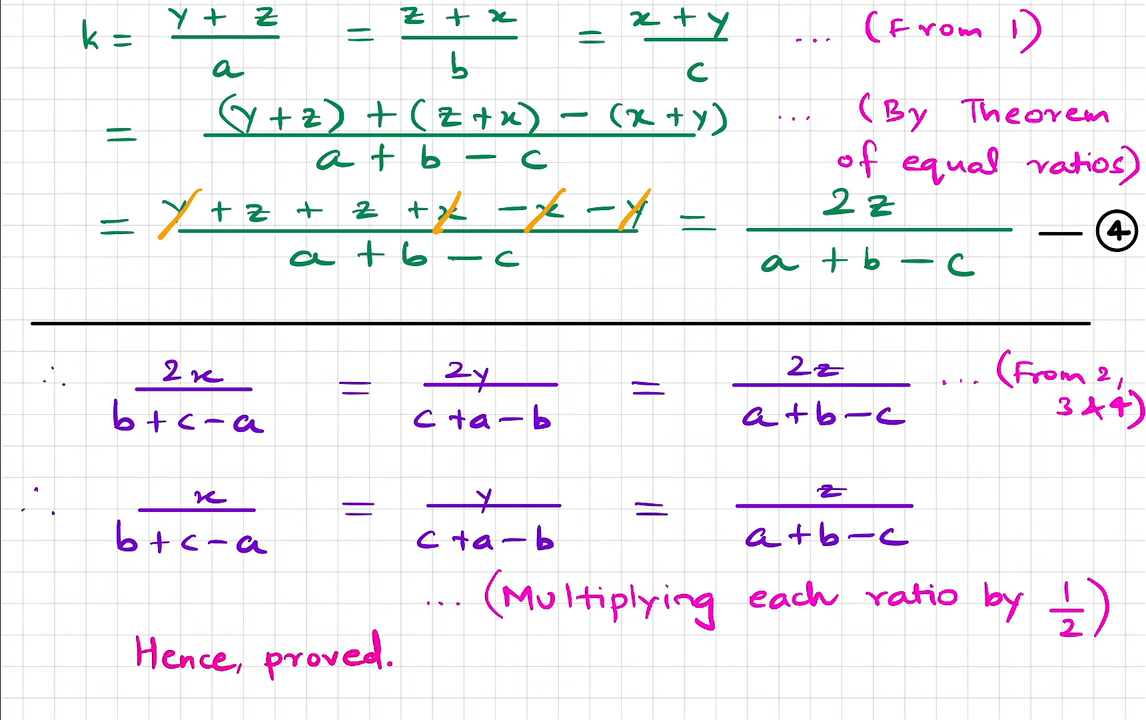 k = (y + z)/a = (z + x)/b = (x + y)/c ... (From 1)
= ((y + z) + (z + x) − (x + y))/(a + b − c) ... (By Theorem of equal ratios)
= (y + z + z + x − x − y)/(a + b − c) = 2z/(a + b − c) — ④
∴ 2x/(b + c − a) = 2y/(c + a − b) = 2z/(a + b − c) ... (From 2, 3 & 4)
∴ x/(b + c − a) = y/(c + a − b) = z/(a + b − c)
... (Multiplying each ratio by 1/2)
Hence, proved.